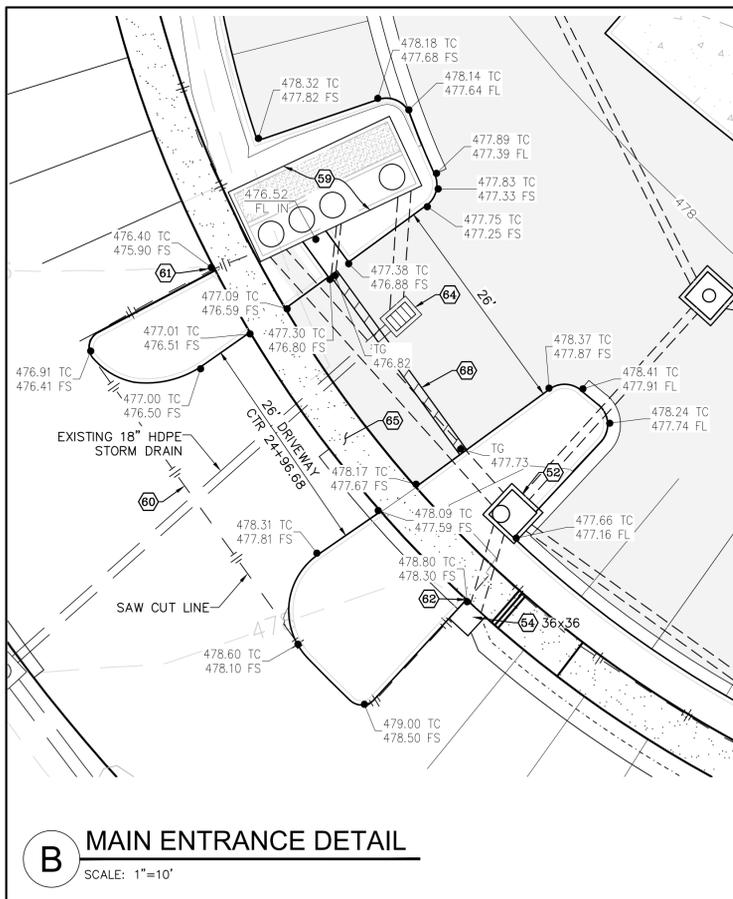 478.18 TC
477.68 FS
478.14 TC
477.64 FL
478.32 TC
477.82 FS
477.89 TC
477.39 FL
59
476.52
FL IN
477.83 TC
477.33 FS
478
477.75 TC
477.25 FS
476.40 TC
475.90 FS
61
477.38 TC
476.88 FS
64
26'
477.09 TC
476.59 FS
477.01 TC
476.51 FS
477.30 TC
476.80 FS
TG
476.82
476.91 TC
476.41 FS
68
478.37 TC
477.87 FS
478.41 TC
477.91 FL
477.00 TC
476.50 FS
478.24 TC
477.74 FL
26' DRIVEWAY
CTR 24+96.68
65
EXISTING 18" HDPE
STORM DRAIN
TG
477.73
52
60
478.17 TC
477.67 FS
478.09 TC
477.59 FS
477.66 TC
477.16 FL
478.31 TC
477.81 FS
478.80 TC
478.30 FS
62
SAW CUT LINE
54 36x36
478
478.60 TC
478.10 FS
479.00 TC
478.50 FS
B MAIN ENTRANCE DETAIL
SCALE: 1"=10'